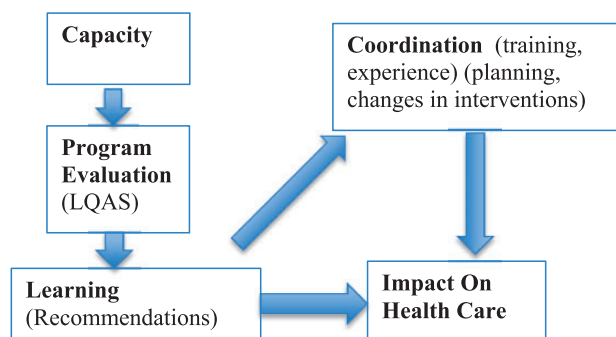 Capacity
Program
Evaluation
(LQAS)
Learning
(Recommendations)
Coordination (training,
experience) (planning,
changes in interventions)
Impact On
Health Care